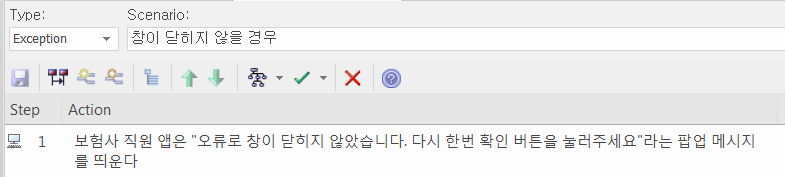 Type:
Scenario:
Exception
창이 닫히지 않을 경우
Step
Action
1
보험사 직원 앱은 "오류로 창이 닫히지 않았습니다. 다시 한번 확인 버튼을 눌러주세요"라는 팝업 메시지
를 띄운다